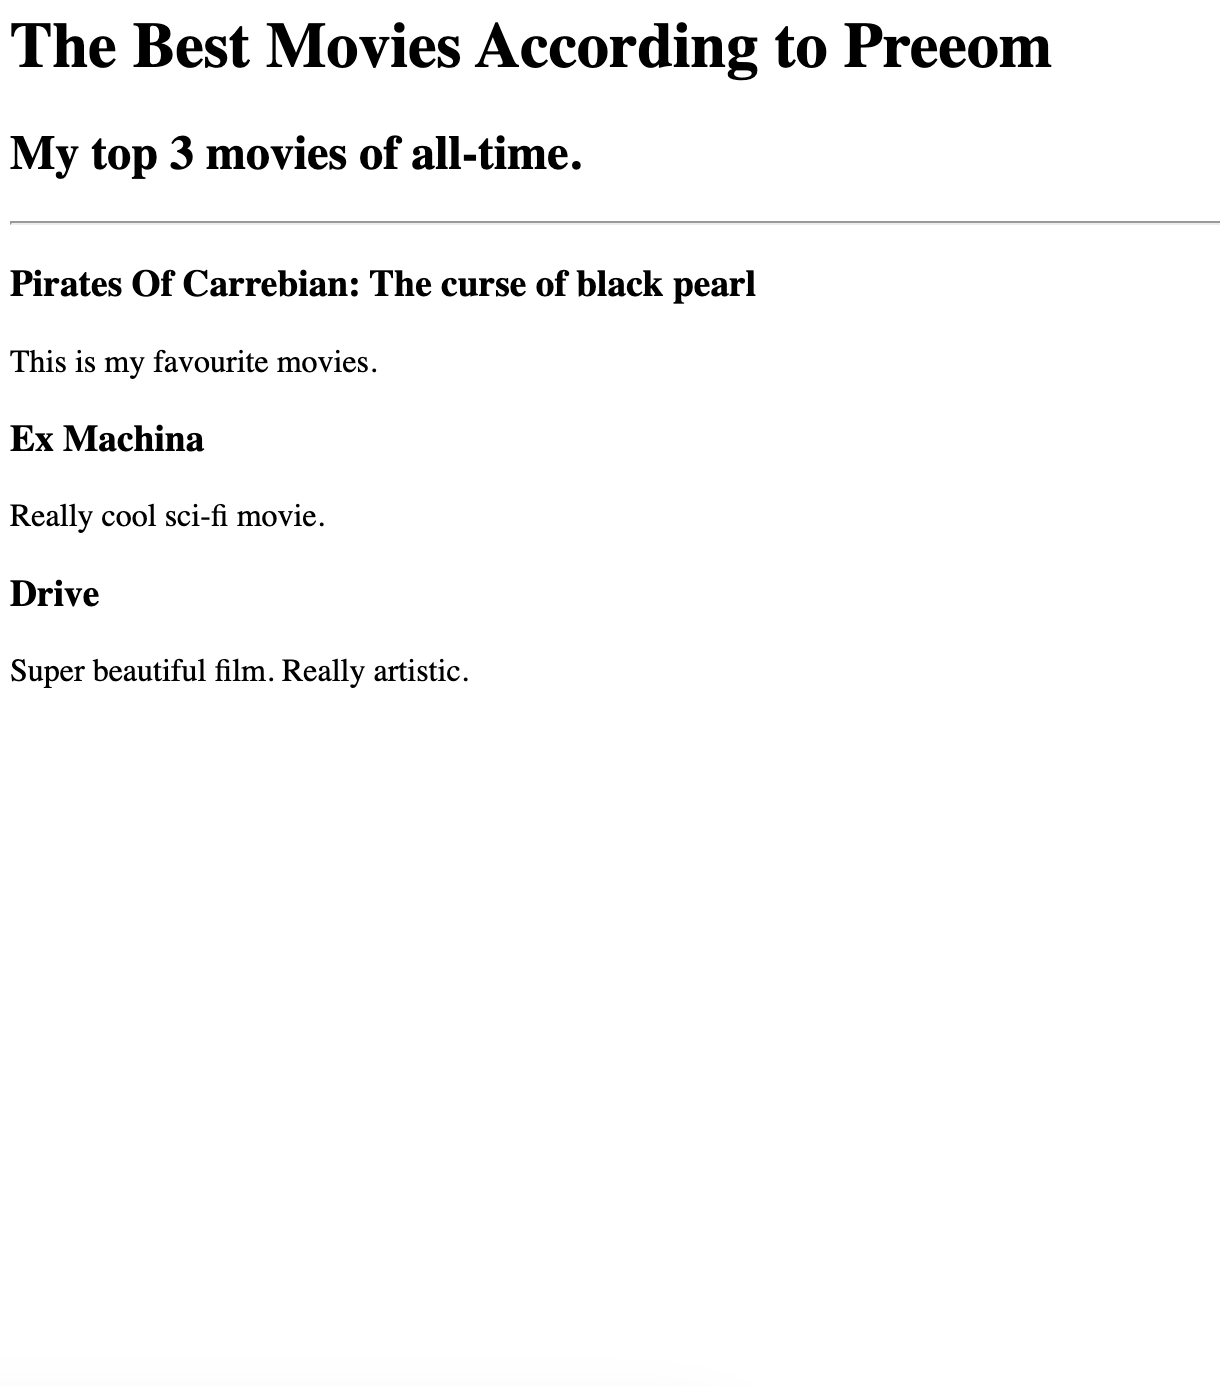 The Best Movies According to Preeom
My top 3 movies of all-time.
Pirates Of Carrebian: The curse of black pearl
This is my favourite movies.
Ex Machina
Really cool sci-fi movie.
Drive
Super beautiful film. Really artistic.